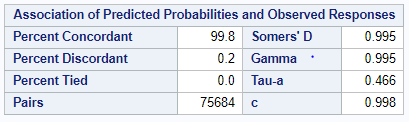 Association of Predicted Probabilities and Observed Responses
Percent Concordant 99.8 Somers' D 0.995
Percent Discordant 0.2 Gamma 0.995
Percent Tied 0.0 Tau-a 0.466
Pairs 75684 c 0.998